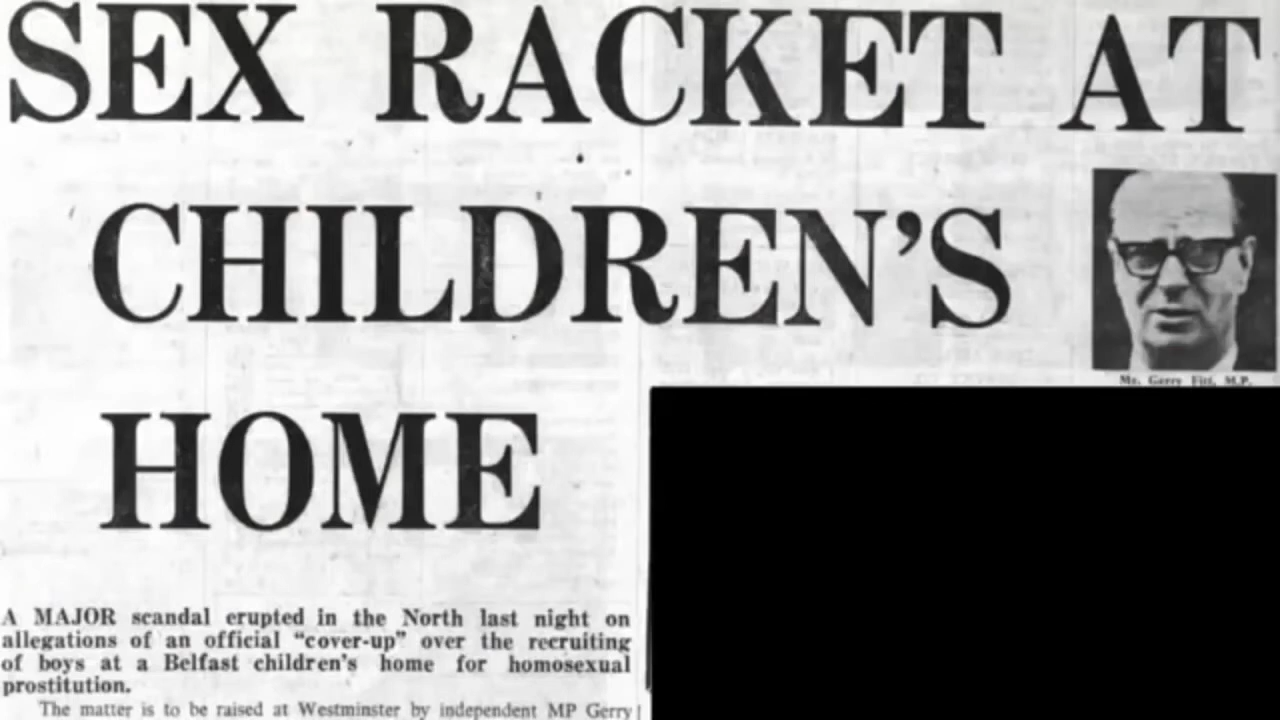 SEX RACKET AT
CHILDREN'S
HOME
Mr. Gerry Fitt, M.P.
A MAJOR scandal erupted in the North last night on
allegations of an official "cover-up" over the recruiting
of boys at a Belfast children's home for homosexual
prostitution.
The matter is to be raised at Westminster by independent MP Gerry